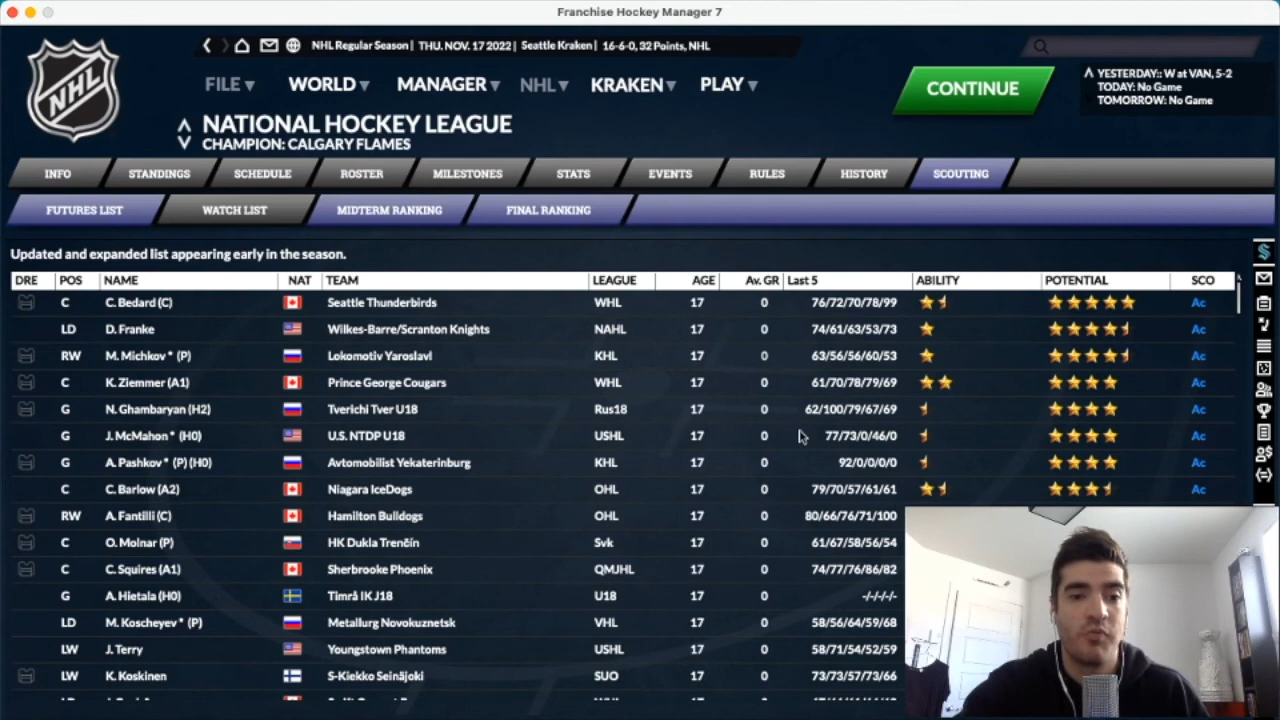 Franchise Hockey Manager 7
NHL
NHL Regular Season | THU. NOV. 17 2022 | Seattle Kraken | 16-6-0, 32 Points, NHL
FILE WORLD MANAGER NHL KRAKEN PLAY
CONTINUE
YESTERDAY:: W at VAN, 5-2
TODAY: No Game
TOMORROW: No Game
NATIONAL HOCKEY LEAGUE
CHAMPION: CALGARY FLAMES
INFO STANDINGS SCHEDULE ROSTER MILESTONES STATS EVENTS RULES HISTORY SCOUTING
FUTURES LIST WATCH LIST MIDTERM RANKING FINAL RANKING
Updated and expanded list appearing early in the season.
DRE POS NAME NAT TEAM LEAGUE AGE Av. GR Last 5 ABILITY POTENTIAL SCO
C C. Bedard (C) Seattle Thunderbirds WHL 17 0 76/72/70/78/99 Ac
LD D. Franke Wilkes-Barre/Scranton Knights NAHL 17 0 74/61/63/53/73 Ac
RW M. Michkov * (P) Lokomotiv Yaroslavl KHL 17 0 63/56/56/60/53 Ac
C K. Ziemmer (A1) Prince George Cougars WHL 17 0 61/70/78/79/69 Ac
G N. Ghambaryan (H2) Tverichi Tver U18 Rus18 17 0 62/100/79/67/69 Ac
G J. McMahon * (H0) U.S. NTDP U18 USHL 17 0 77/73/0/46/0 Ac
G A. Pashkov * (P) (H0) Avtomobilist Yekaterinburg KHL 17 0 92/0/0/0/0 Ac
C C. Barlow (A2) Niagara IceDogs OHL 17 0 79/70/57/61/61 Ac
RW A. Fantilli (C) Hamilton Bulldogs OHL 17 0 80/66/76/71/100
C O. Molnar (P) HK Dukla Trenčín Svk 17 0 61/67/58/56/54
C C. Squires (A1) Sherbrooke Phoenix QMJHL 17 0 74/77/76/86/82
G A. Hietala (H0) Timrå IK J18 U18 17 0 -/-/-/-/-
LD M. Koscheyev * (P) Metallurg Novokuznetsk VHL 17 0 58/56/64/59/68
LW J. Terry Youngstown Phantoms USHL 17 0 58/71/54/52/59
LW K. Koskinen S-Kiekko Seinäjoki SUO 17 0 73/73/57/73/66